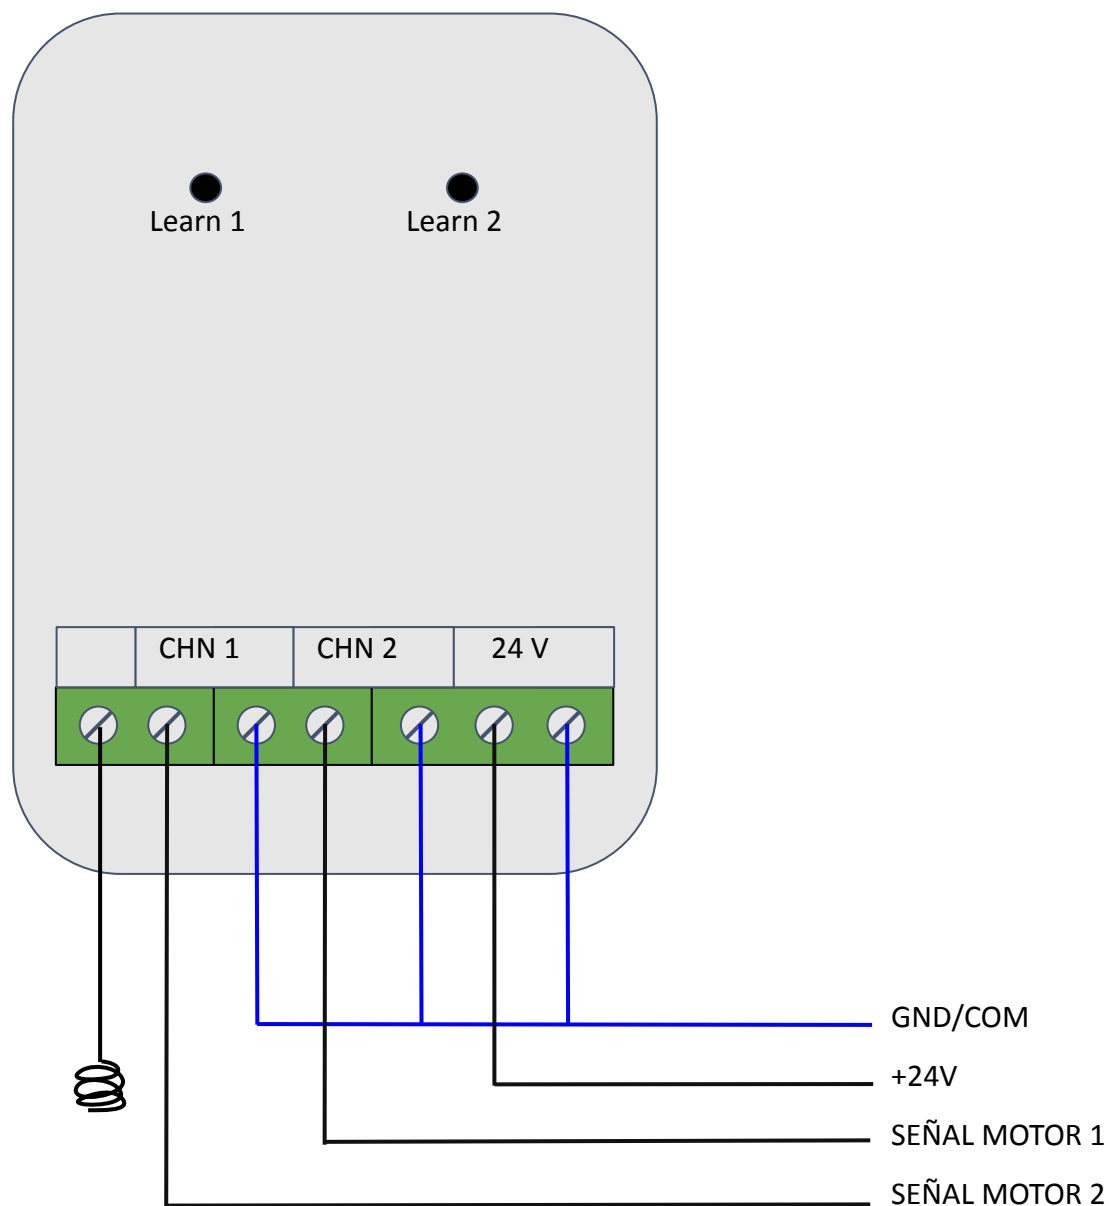 Learn 1
Learn 2
CHN 1
CHN 2
24 V
GND/COM
+24V
SEÑAL MOTOR 1
SEÑAL MOTOR 2